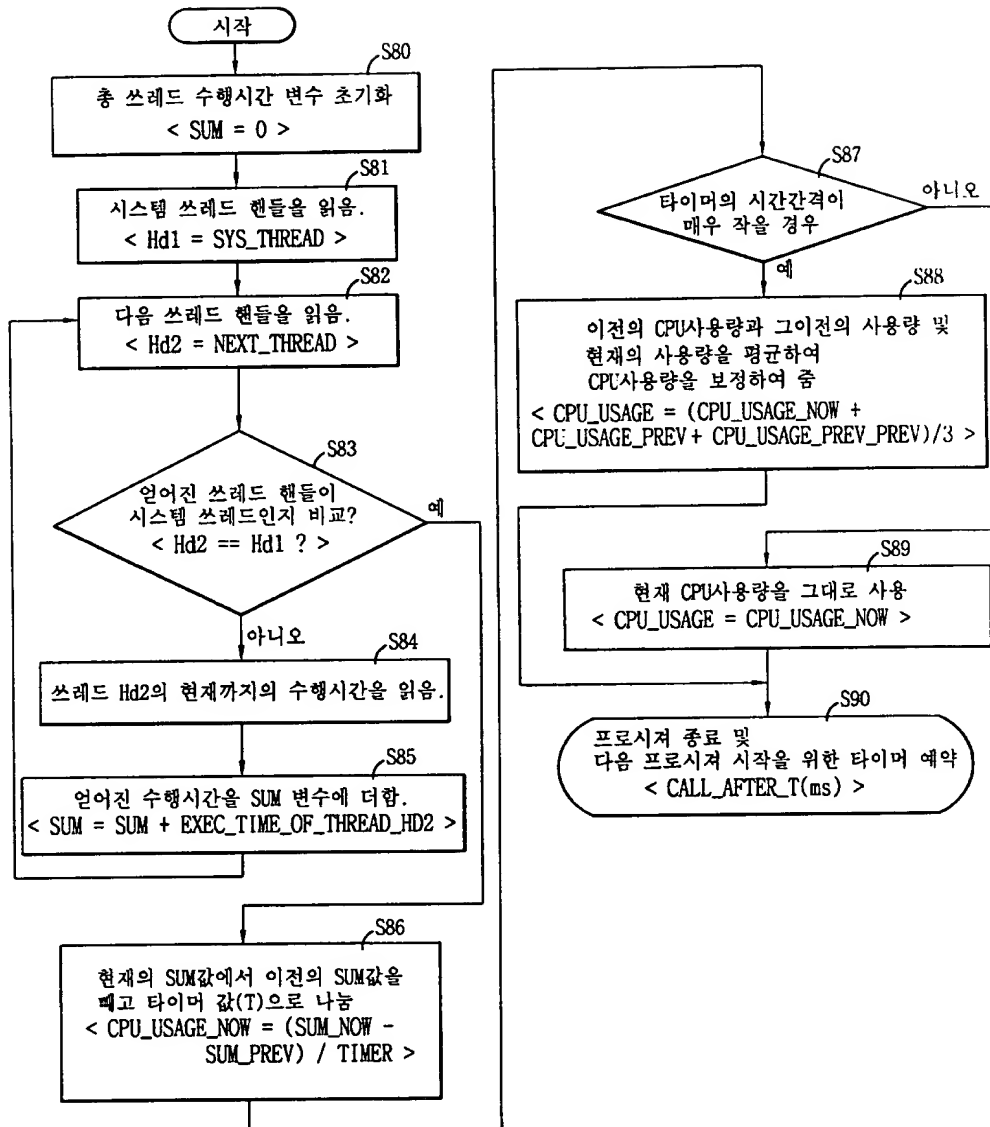 시작
S80
총 쓰레드 수행시간 변수 초기화
< SUM = 0 >
S81
시스템 쓰레드 핸들을 읽음.
< Hd1 = SYS_THREAD >
S82
다음 쓰레드 핸들을 읽음.
< Hd2 = NEXT_THREAD >
S83
얻어진 쓰레드 핸들이
시스템 쓰레드인지 비교?
< Hd2 == Hd1 ? >
예
아니오
S84
쓰레드 Hd2의 현재까지의 수행시간을 읽음.
S85
얻어진 수행시간을 SUM 변수에 더함.
< SUM = SUM + EXEC_TIME_OF_THREAD_HD2 >
S86
현재의 SUM값에서 이전의 SUM값을
빼고 타이머 값(T)으로 나눔
< CPU_USAGE_NOW = (SUM_NOW -
SUM_PREV) / TIMER >
S87
타이머의 시간간격이
매우 작을 경우
아니오
예
S88
이전의 CPU사용량과 그이전의 사용량 및
현재의 사용량을 평균하여
CPU사용량을 보정하여 줌
< CPU_USAGE = (CPU_USAGE_NOW +
CPU_USAGE_PREV+ CPU_USAGE_PREV_PREV)/3 >
S89
현재 CPU사용량을 그대로 사용
< CPU_USAGE = CPU_USAGE_NOW >
S90
프로시져 종료 및
다음 프로시져 시작을 위한 타이머 예약
< CALL_AFTER_T(ms) >